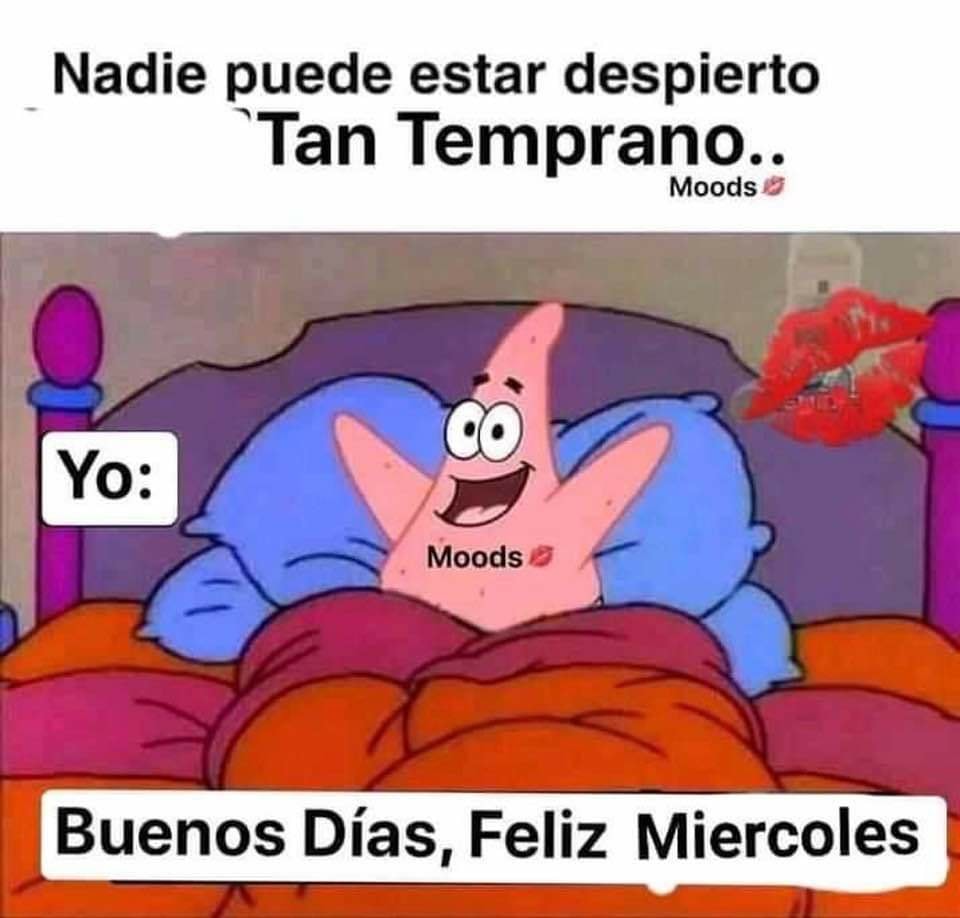 Nadie puede estar despierto
Tan Temprano..
Moods💋
Yo:
Moods💋
Buenos Días, Feliz Miercoles